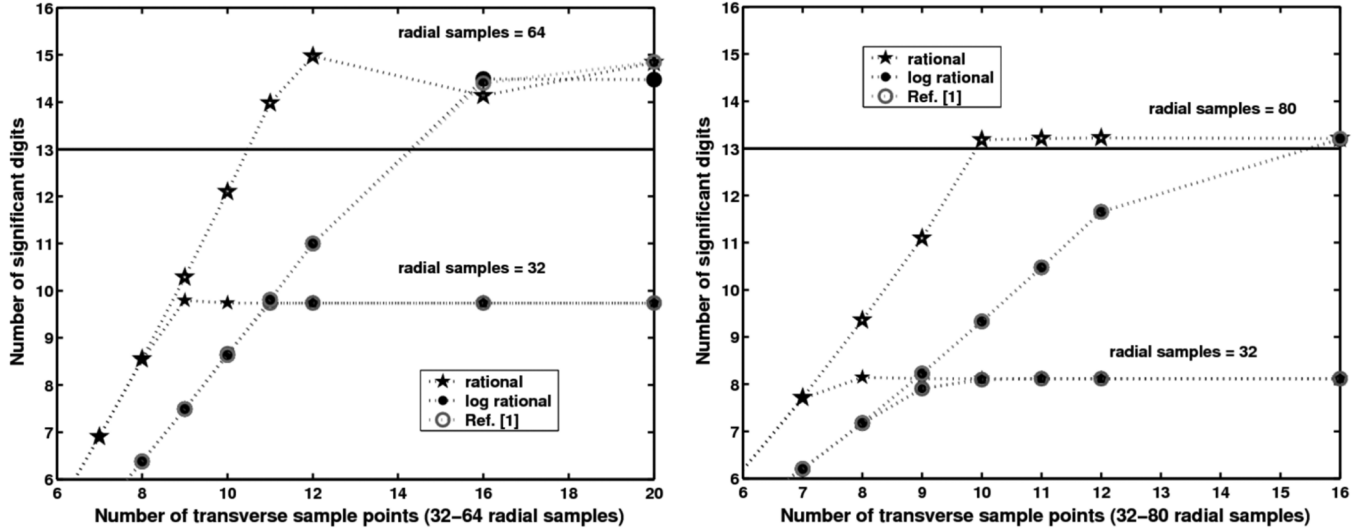 16
15
14
13
12
11
10
9
8
7
6
Number of significant digits
radial samples = 64
radial samples = 32
rational
log rational
Ref. [1]
6 8 10 12 14 16 20
Number of transverse sample points (32–64 radial samples)
16
15
14
13
12
11
10
9
8
7
6
Number of significant digits
rational
log rational
Ref. [1]
radial samples = 80
radial samples = 32
6 7 8 9 10 11 12 13 14 16
Number of transverse sample points (32–80 radial samples)